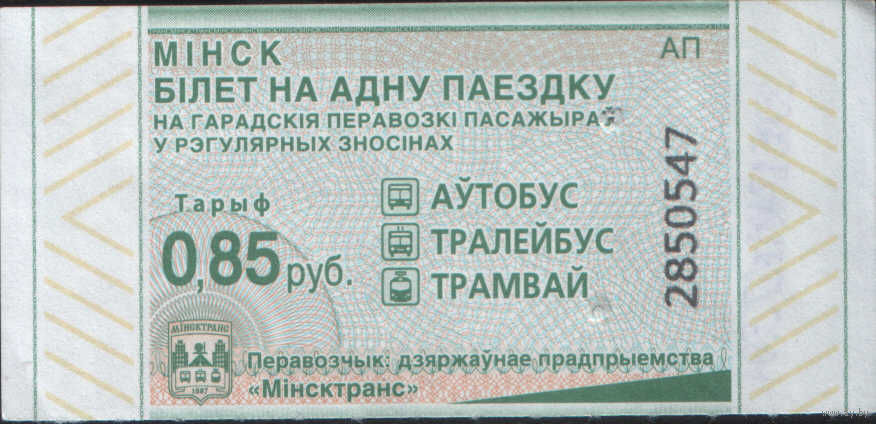 МІНСК
АП
БІЛЕТ НА АДНУ ПАЕЗДКУ
НА ГАРАДСКІЯ ПЕРАВОЗКІ ПАСАЖЫРАЎ
У РЭГУЛЯРНЫХ ЗНОСІНАХ
Тарыф
0,85 руб.
АЎТОБУС
ТРАЛЕЙБУС
ТРАМВАЙ
2850547
МІНСКТРАНС
Перавозчык: дзяржаўнае прадпрыемства
«Мінсктранс»